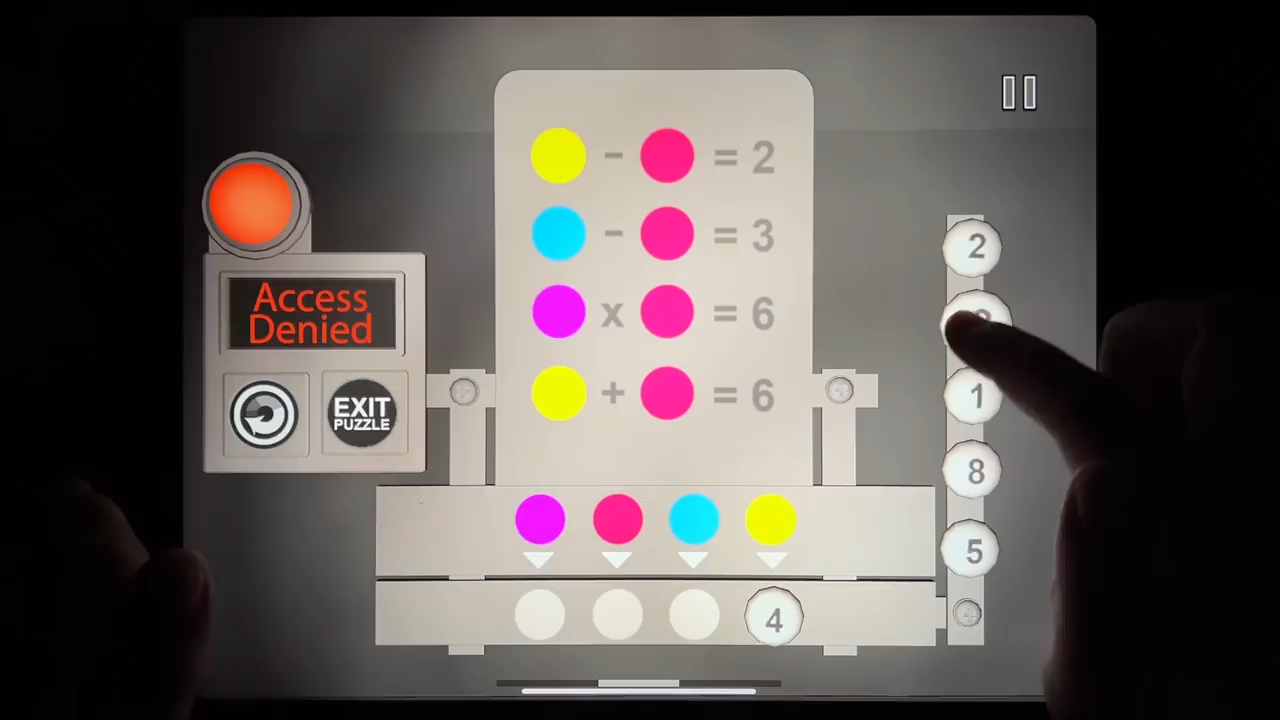 - = 2
- = 3
x = 6
+ = 6
Access
Denied
EXIT
PUZZLE
2
1
8
5
4